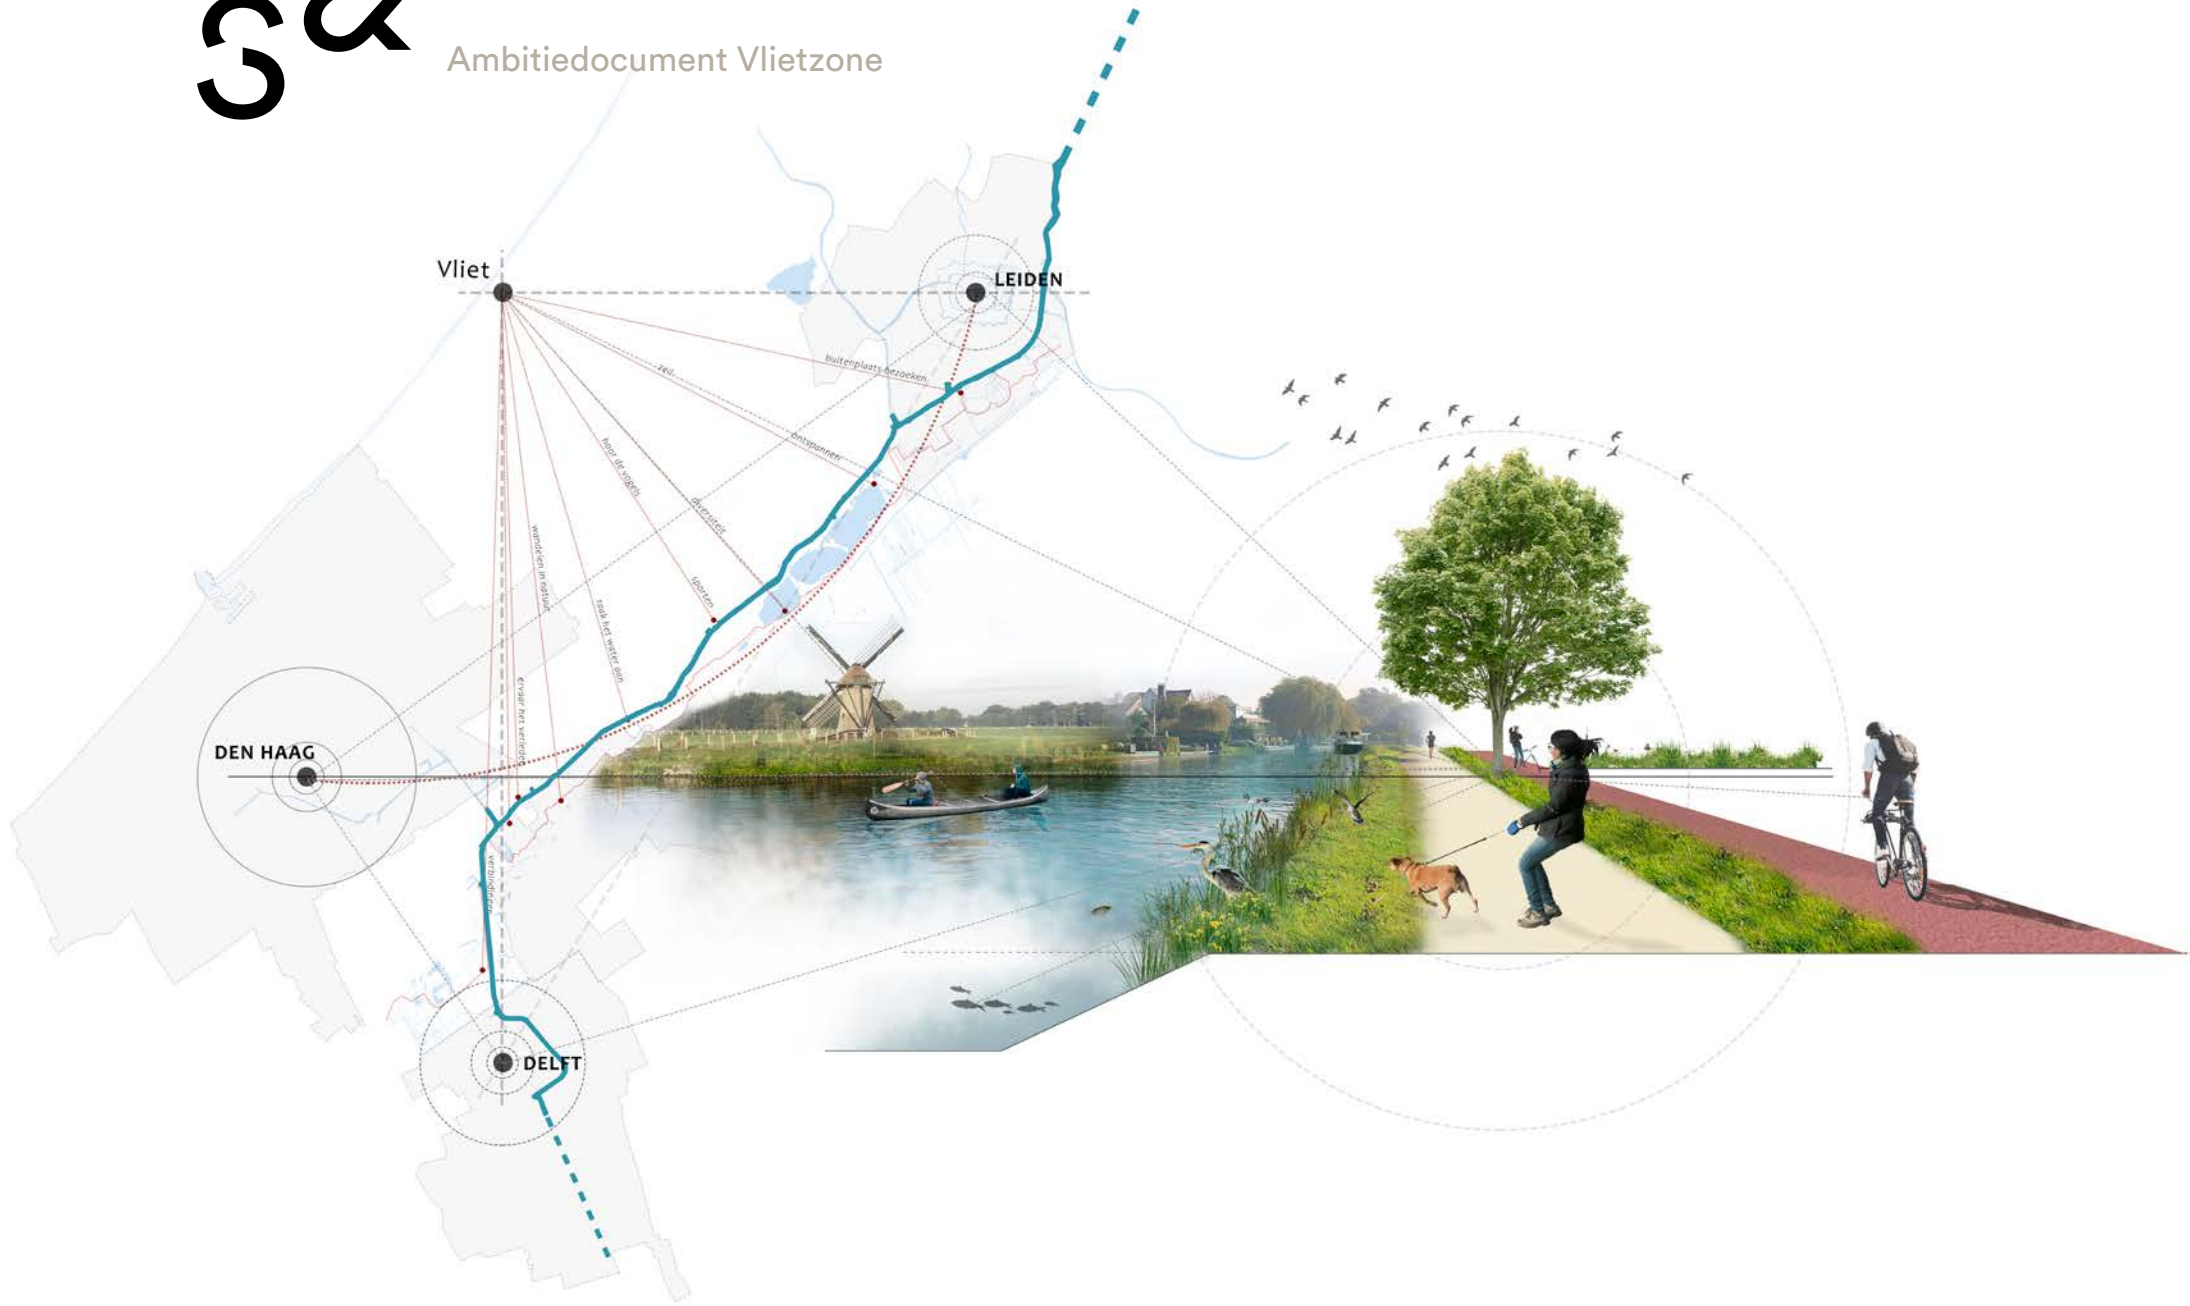 S&
Ambitiedocument Vlietzone
Vliet
LEIDEN
buitenplaats bezoeken
zeil
ontspannen
hoor de vogels
diversiteit
wandelen in natuur
sporten
raak het water aan
ervaar het verleden
DEN HAAG
DELFT